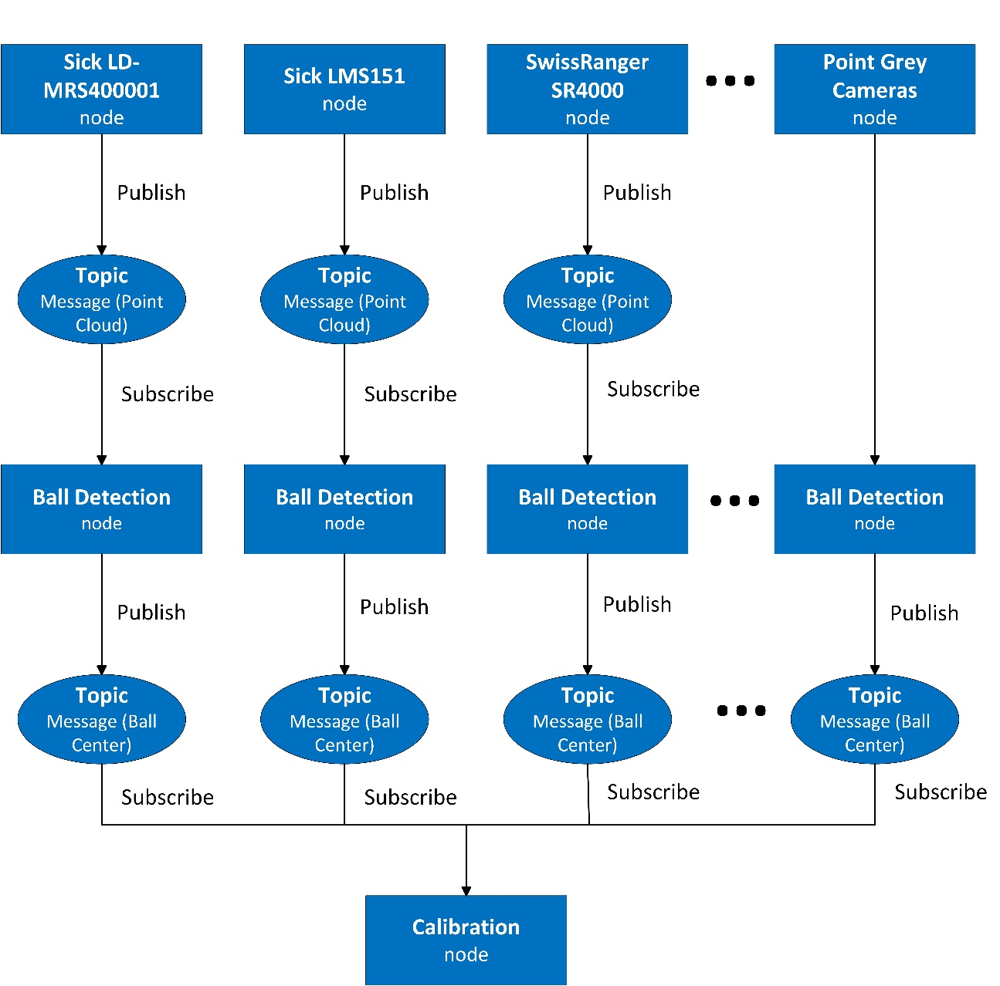 Sick LD-
MRS400001
node
Sick LMS151
node
SwissRanger
SR4000
node
Point Grey
Cameras
node
Publish
Publish
Publish
Topic
Message (Point
Cloud)
Topic
Message (Point
Cloud)
Topic
Message (Point
Cloud)
Subscribe
Subscribe
Subscribe
Ball Detection
node
Ball Detection
node
Ball Detection
node
Ball Detection
node
Publish
Publish
Publish
Publish
Topic
Message (Ball
Center)
Topic
Message (Ball
Center)
Topic
Message (Ball
Center)
Topic
Message (Ball
Center)
Subscribe
Subscribe
Subscribe
Subscribe
Calibration
node